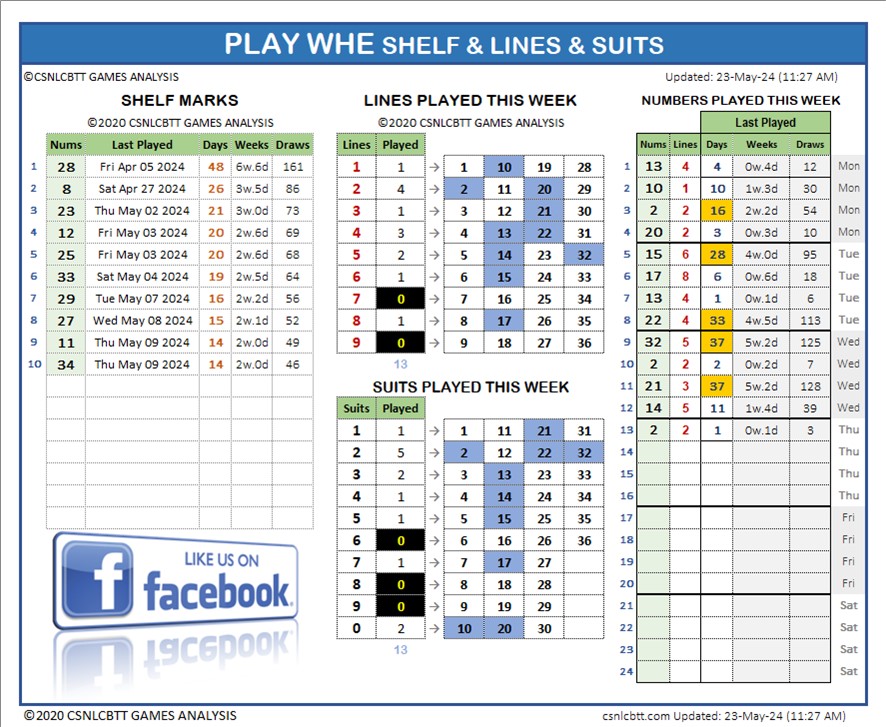 PLAY WHE SHELF & LINES & SUITS
©CSNLCBTT GAMES ANALYSIS
Updated: 23-May-24 (11:27 AM)
SHELF MARKS
©2020 CSNLCBTT GAMES ANALYSIS
Nums Last Played Days Weeks Draws
1 28 Fri Apr 05 2024 48 6w.6d 161
2 8 Sat Apr 27 2024 26 3w.5d 86
3 23 Thu May 02 2024 21 3w.0d 73
4 12 Fri May 03 2024 20 2w.6d 69
5 25 Fri May 03 2024 20 2w.6d 68
6 33 Sat May 04 2024 19 2w.5d 64
7 29 Tue May 07 2024 16 2w.2d 56
8 27 Wed May 08 2024 15 2w.1d 52
9 11 Thu May 09 2024 14 2w.0d 49
10 34 Thu May 09 2024 14 2w.0d 46
LIKE US ON
f facebook.
LINES PLAYED THIS WEEK
©2020 CSNLCBTT GAMES ANALYSIS
Lines Played
1 1 → 1 10 19 28
2 4 → 2 11 20 29
3 1 → 3 12 21 30
4 3 → 4 13 22 31
5 2 → 5 14 23 32
6 1 → 6 15 24 33
7 0 → 7 16 25 34
8 1 → 8 17 26 35
9 0 → 9 18 27 36
13
SUITS PLAYED THIS WEEK
Suits Played
1 1 → 1 11 21 31
2 5 → 2 12 22 32
3 2 → 3 13 23 33
4 1 → 4 14 24 34
5 1 → 5 15 25 35
6 0 → 6 16 26 36
7 1 → 7 17 27
8 0 → 8 18 28
9 0 → 9 19 29
0 2 → 10 20 30
13
NUMBERS PLAYED THIS WEEK
Last Played
Nums Lines Days Weeks Draws
1 13 4 4 0w.4d 12 Mon
2 10 1 10 1w.3d 30 Mon
3 2 2 16 2w.2d 54 Mon
4 20 2 3 0w.3d 10 Mon
5 15 6 28 4w.0d 95 Tue
6 17 8 6 0w.6d 18 Tue
7 13 4 1 0w.1d 6 Tue
8 22 4 33 4w.5d 113 Tue
9 32 5 37 5w.2d 125 Wed
10 2 2 2 0w.2d 7 Wed
11 21 3 37 5w.2d 128 Wed
12 14 5 11 1w.4d 39 Wed
13 2 2 1 0w.1d 3 Thu
14 Thu
15 Thu
16 Thu
17 Fri
18 Fri
19 Fri
20 Fri
21 Sat
22 Sat
23 Sat
24 Sat
©2020 CSNLCBTT GAMES ANALYSIS
csnlcbtt.com Updated: 23-May-24 (11:27 AM)